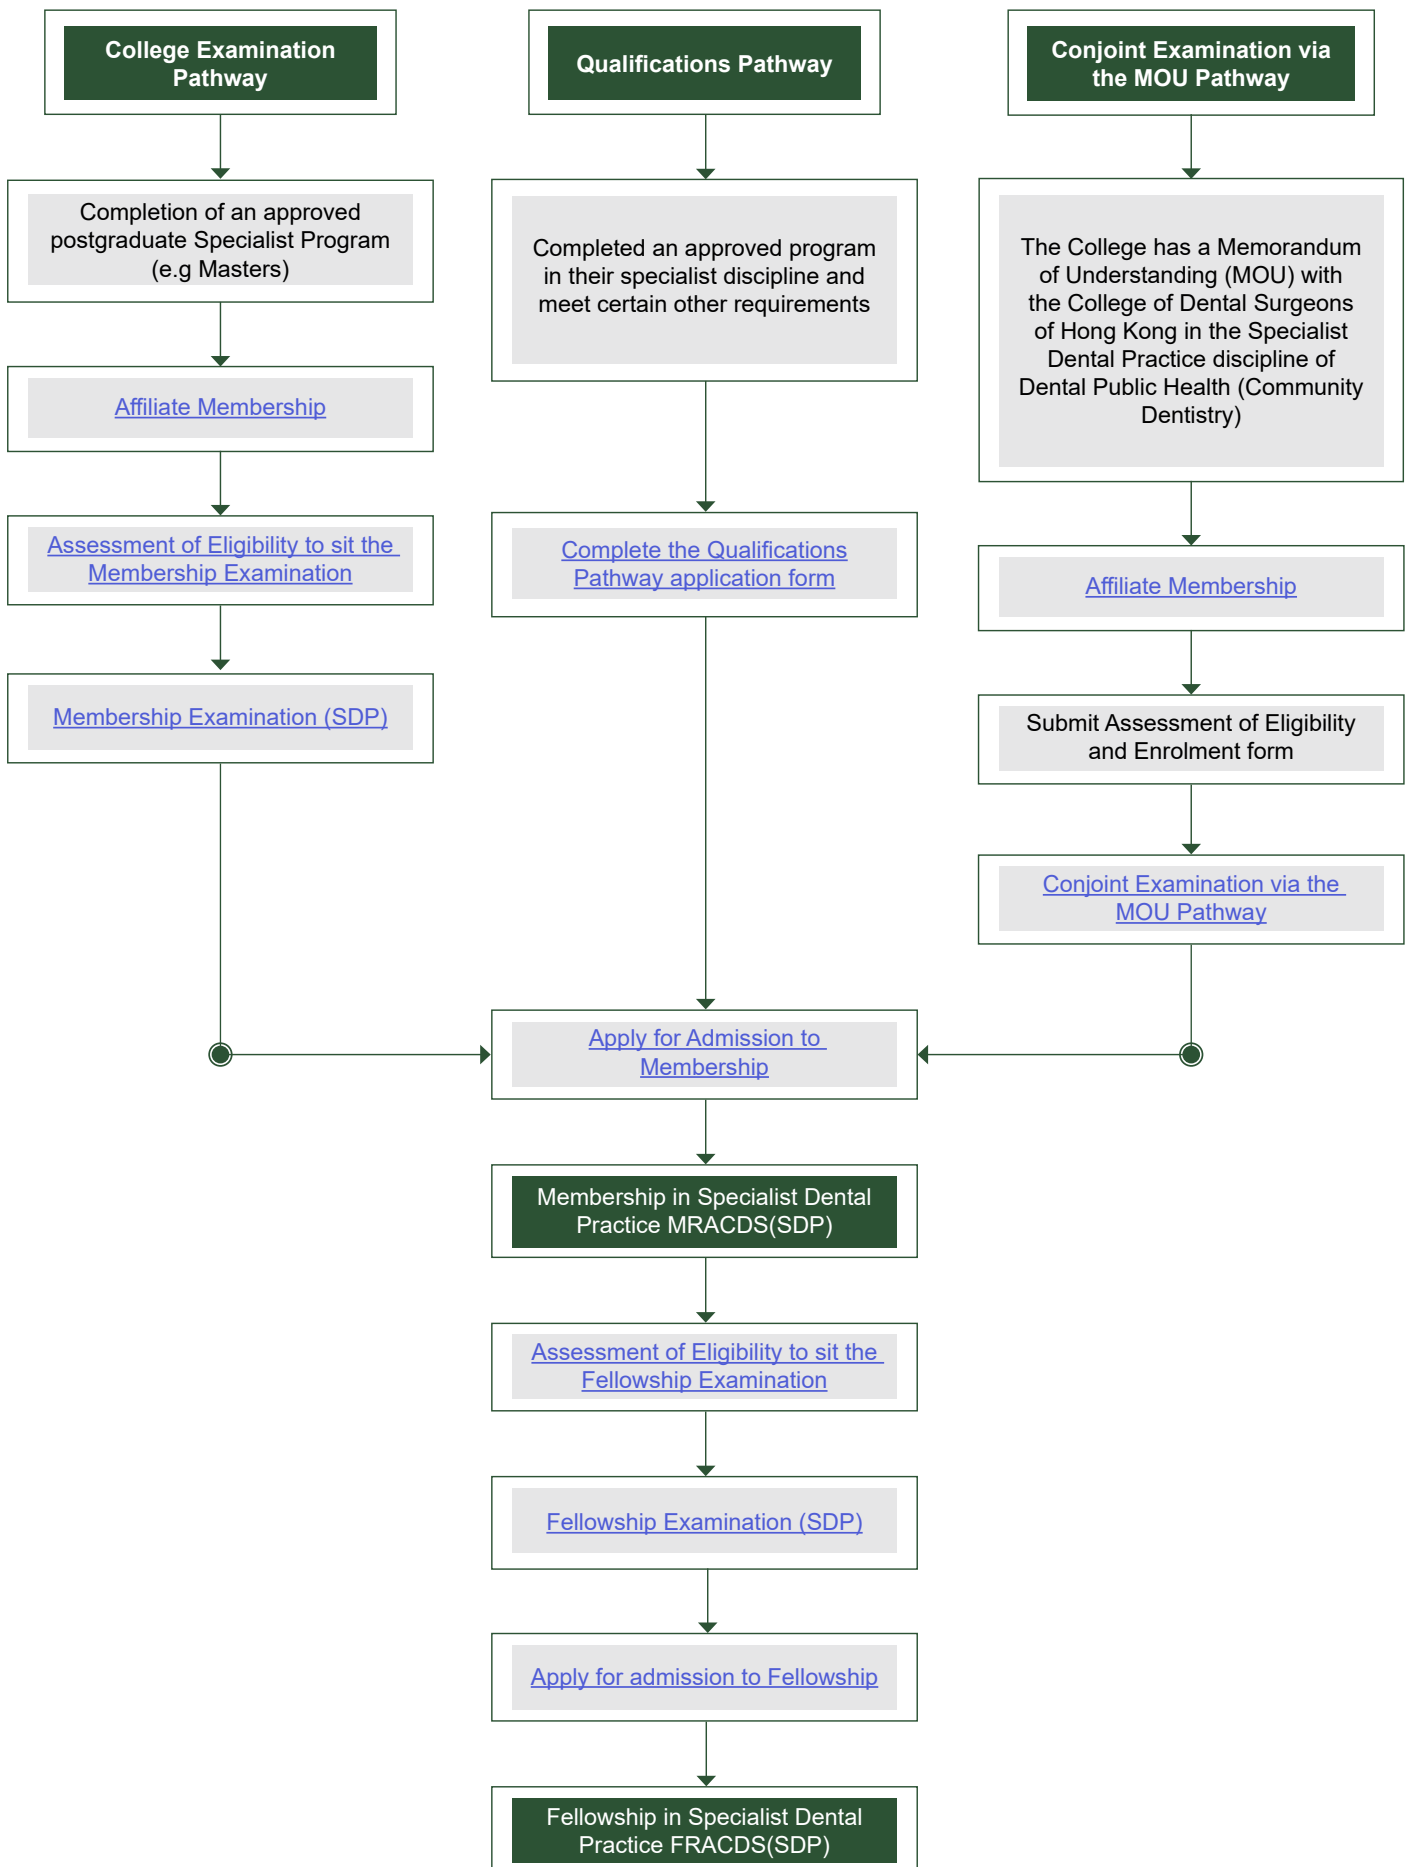 College Examination
Pathway
Completion of an approved
postgraduate Specialist Program
(e.g Masters)
Affiliate Membership
Assessment of Eligibility to sit the
Membership Examination
Membership Examination (SDP)
Qualifications Pathway
Completed an approved program
in their specialist discipline and
meet certain other requirements
Complete the Qualifications
Pathway application form
Conjoint Examination via
the MOU Pathway
The College has a Memorandum
of Understanding (MOU) with
the College of Dental Surgeons
of Hong Kong in the Specialist
Dental Practice discipline of
Dental Public Health (Community
Dentistry)
Affiliate Membership
Submit Assessment of Eligibility
and Enrolment form
Conjoint Examination via the
MOU Pathway
Apply for Admission to
Membership
Membership in Specialist Dental
Practice MRACDS(SDP)
Assessment of Eligibility to sit the
Fellowship Examination
Fellowship Examination (SDP)
Apply for admission to Fellowship
Fellowship in Specialist Dental
Practice FRACDS(SDP)